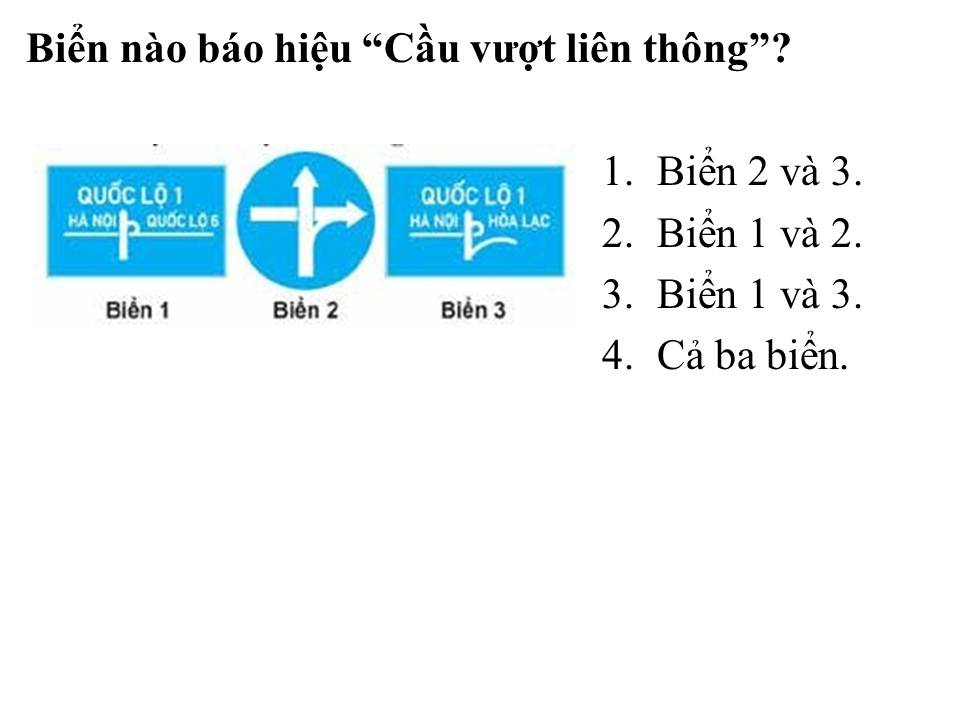 Biển nào báo hiệu “Cầu vượt liên thông”?
QUỐC LỘ 1
HÀ NỘI QUỐC LỘ 6
QUỐC LỘ 1
HÀ NỘI HÒA LẠC
Biển 1 Biển 2 Biển 3
1. Biển 2 và 3.
2. Biển 1 và 2.
3. Biển 1 và 3.
4. Cả ba biển.